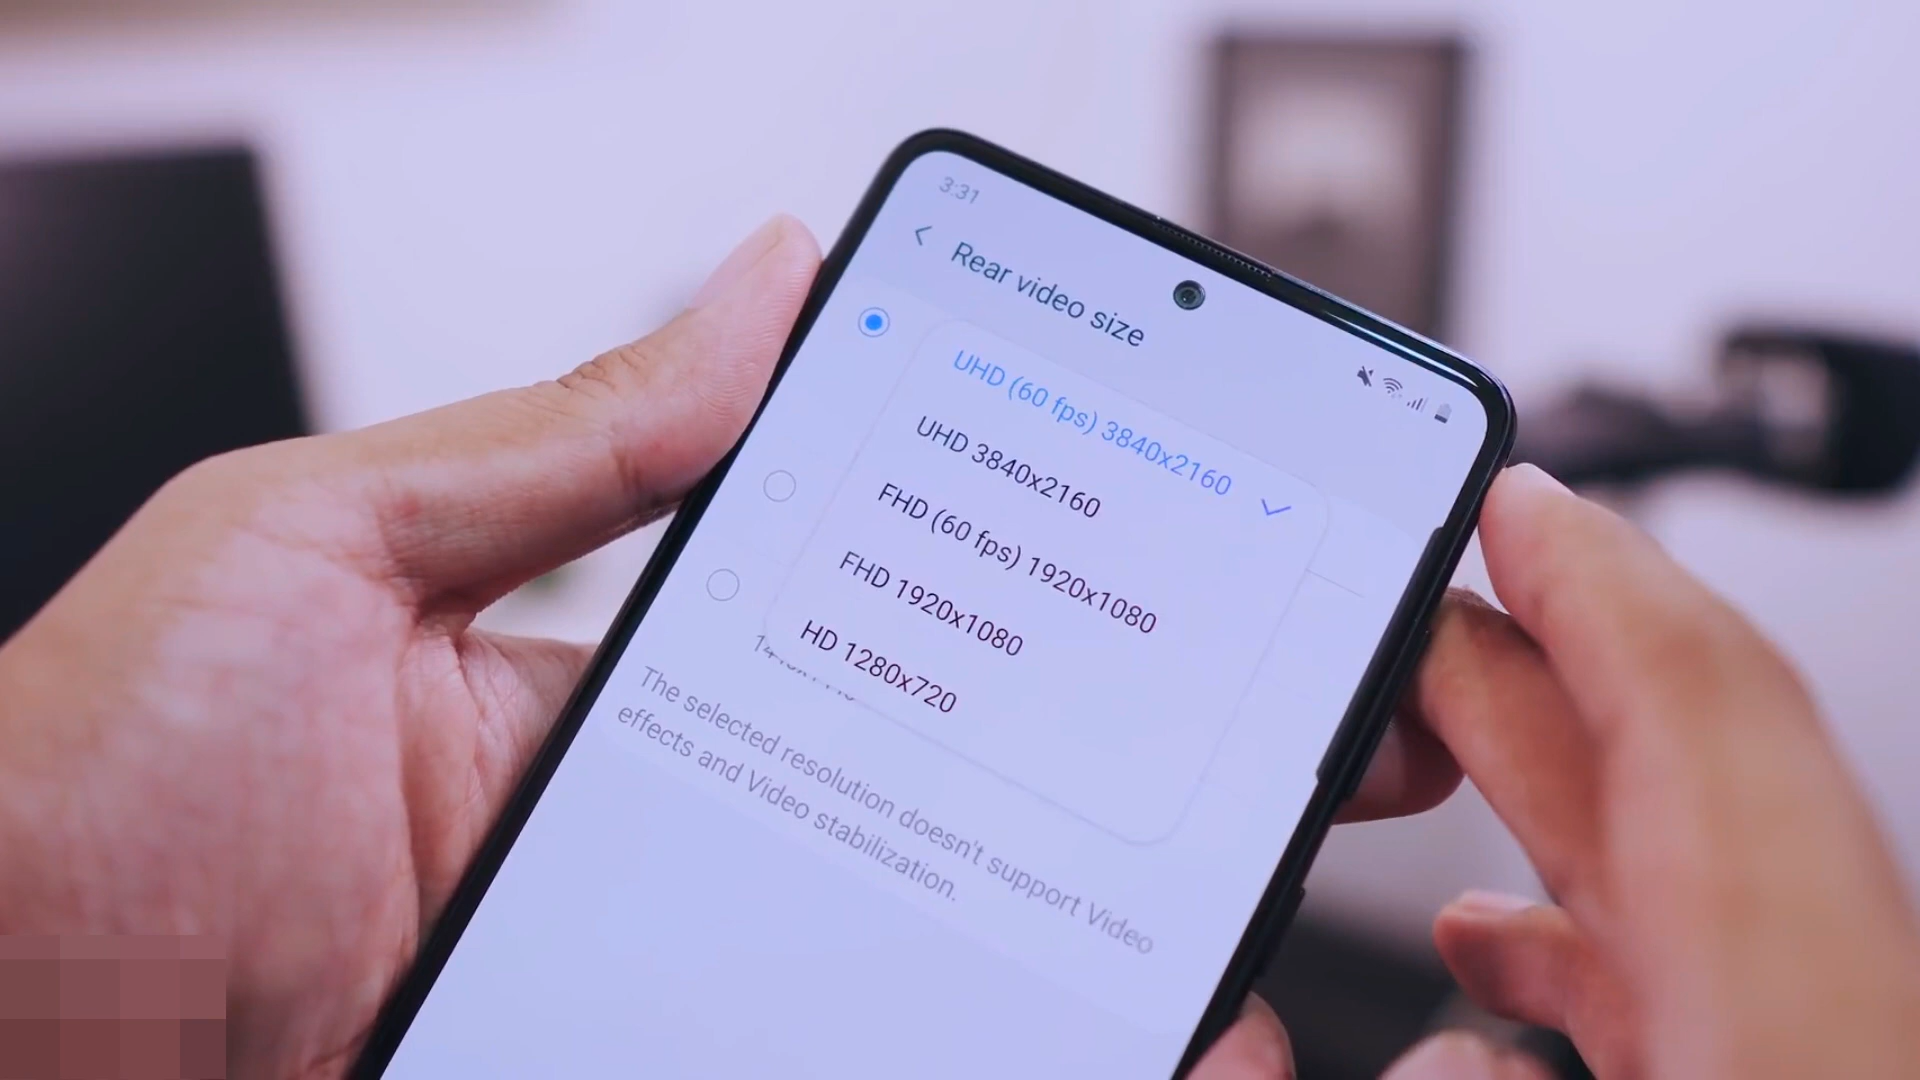 3:31
Rear video size
UHD (60 fps) 3840x2160
UHD 3840x2160
FHD (60 fps) 1920x1080
FHD 1920x1080
HD 1280x720
The selected resolution doesn't support Video
effects and Video stabilization.